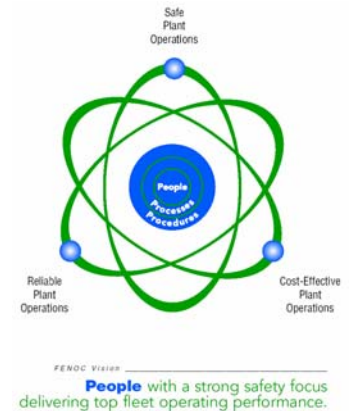 Safe
Plant
Operations
People
Processes
Procedures
Reliable
Plant
Operations
Cost-Effective
Plant
Operations
FENOC Vision
People with a strong safety focus
delivering top fleet operating performance.